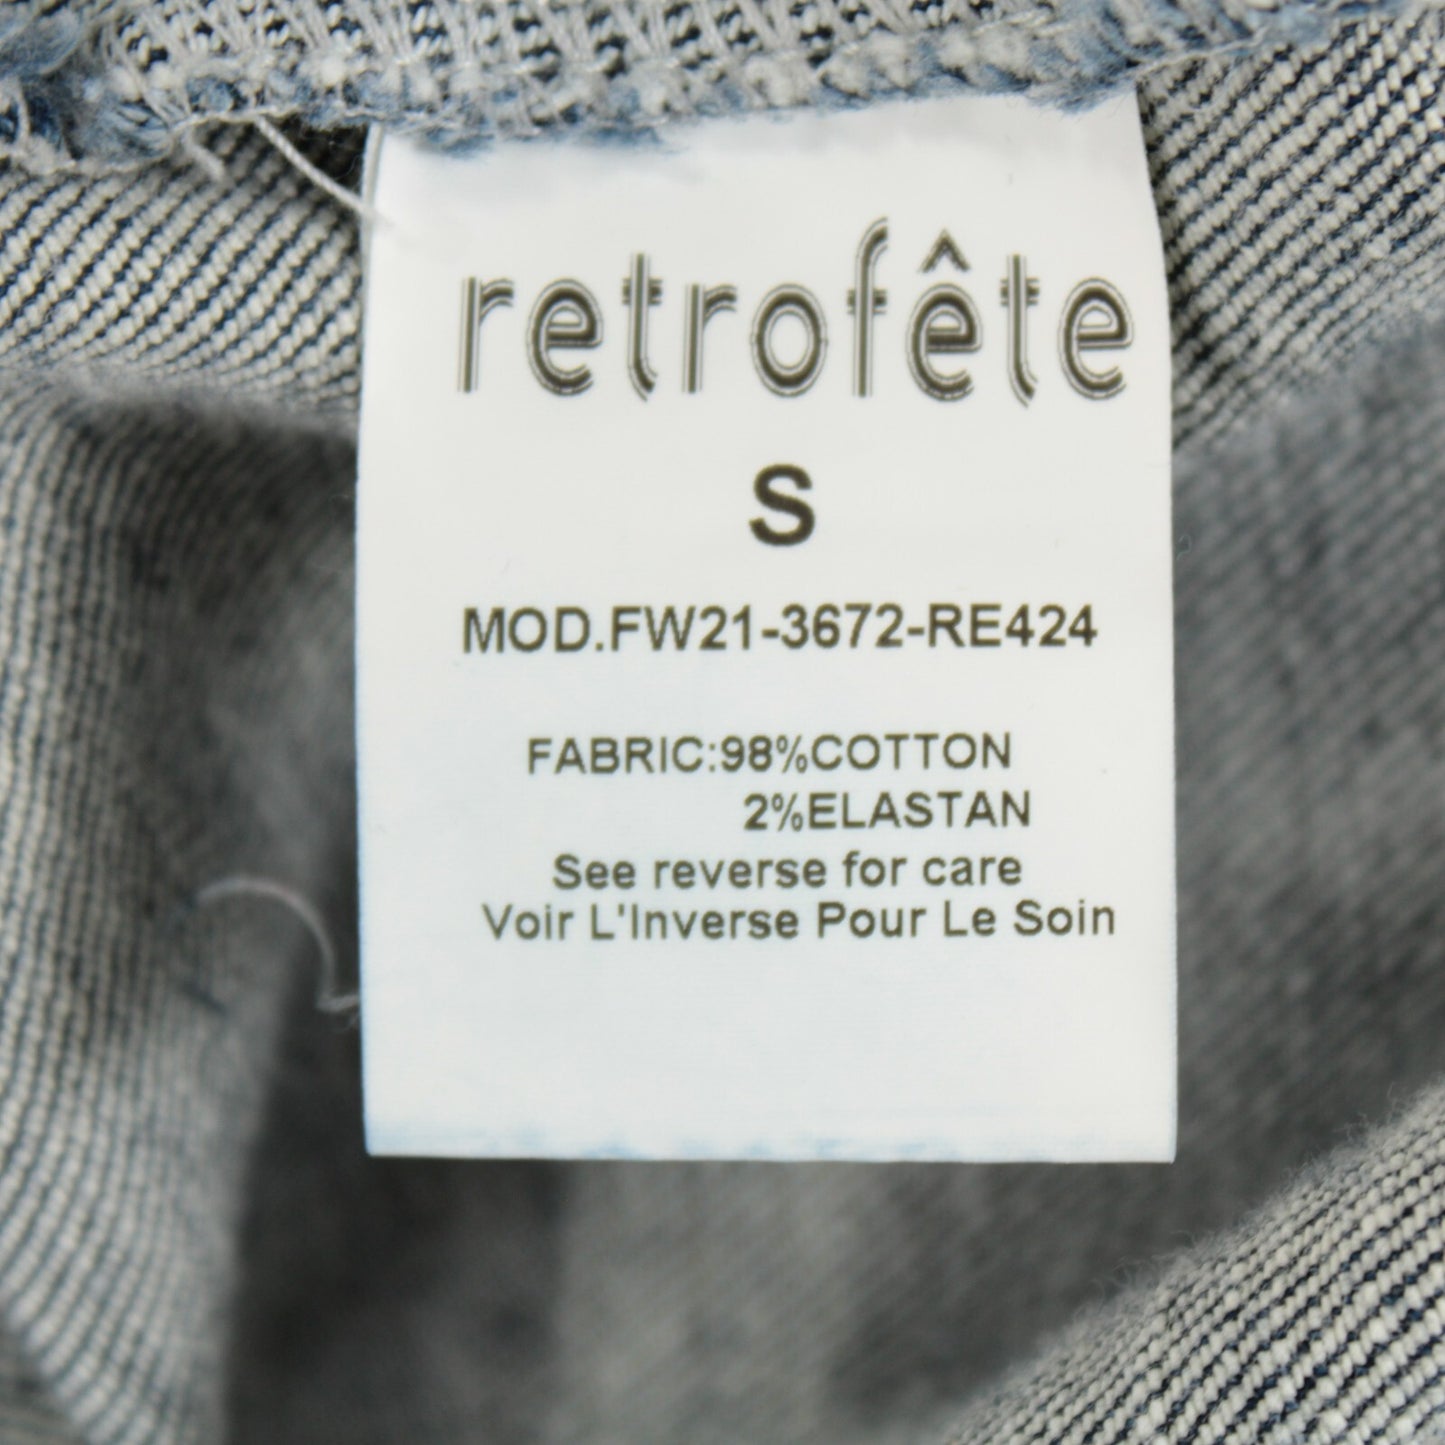 retrofête
S
MOD.FW21-3672-RE424
FABRIC:98%COTTON
2%ELASTAN
See reverse for care
Voir L'Inverse Pour Le Soin